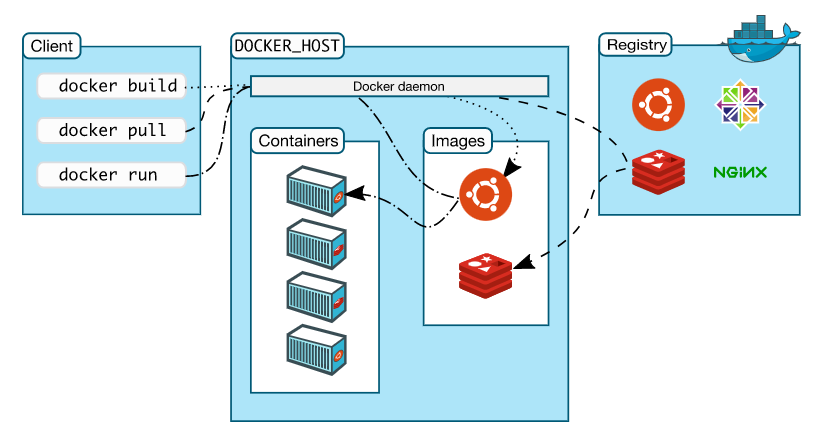 Client
docker build
docker pull
docker run
DOCKER_HOST
Docker daemon
Containers
Images
Registry
NGINX